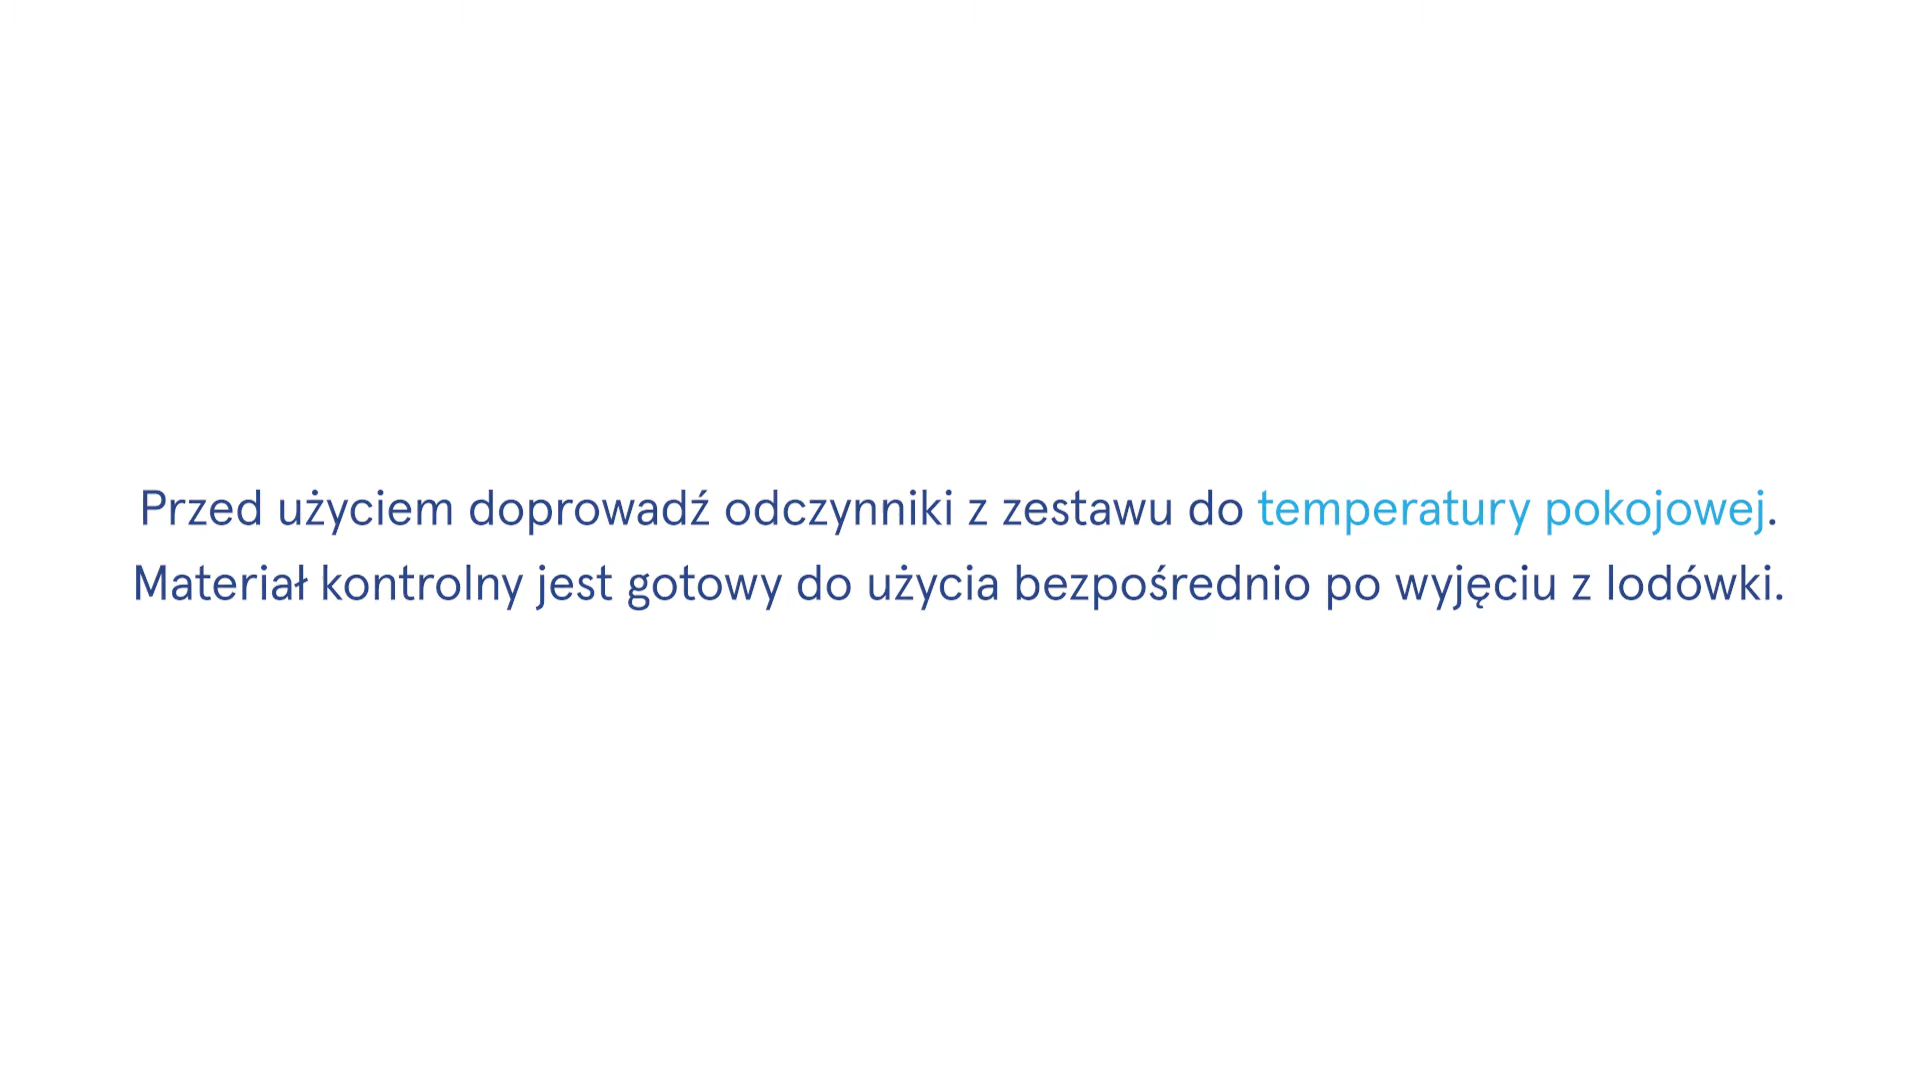 Przed użyciem doprowadź odczynniki z zestawu do temperatury pokojowej.
Materiał kontrolny jest gotowy do użycia bezpośrednio po wyjęciu z lodówki.